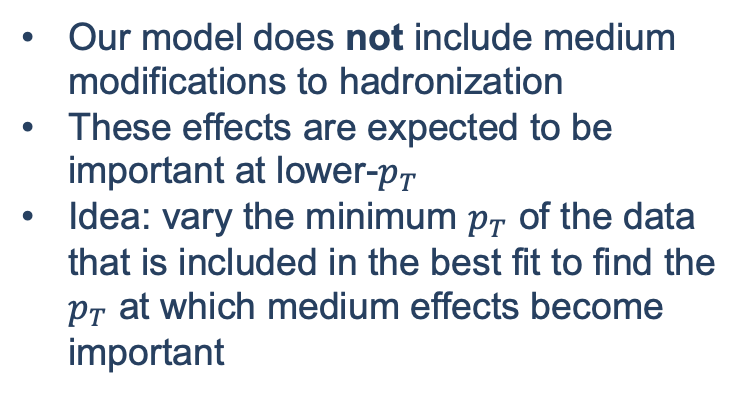 • Our model does not include medium
modifications to hadronization
• These effects are expected to be
important at lower-p_T
• Idea: vary the minimum p_T of the data
that is included in the best fit to find the
p_T at which medium effects become
important